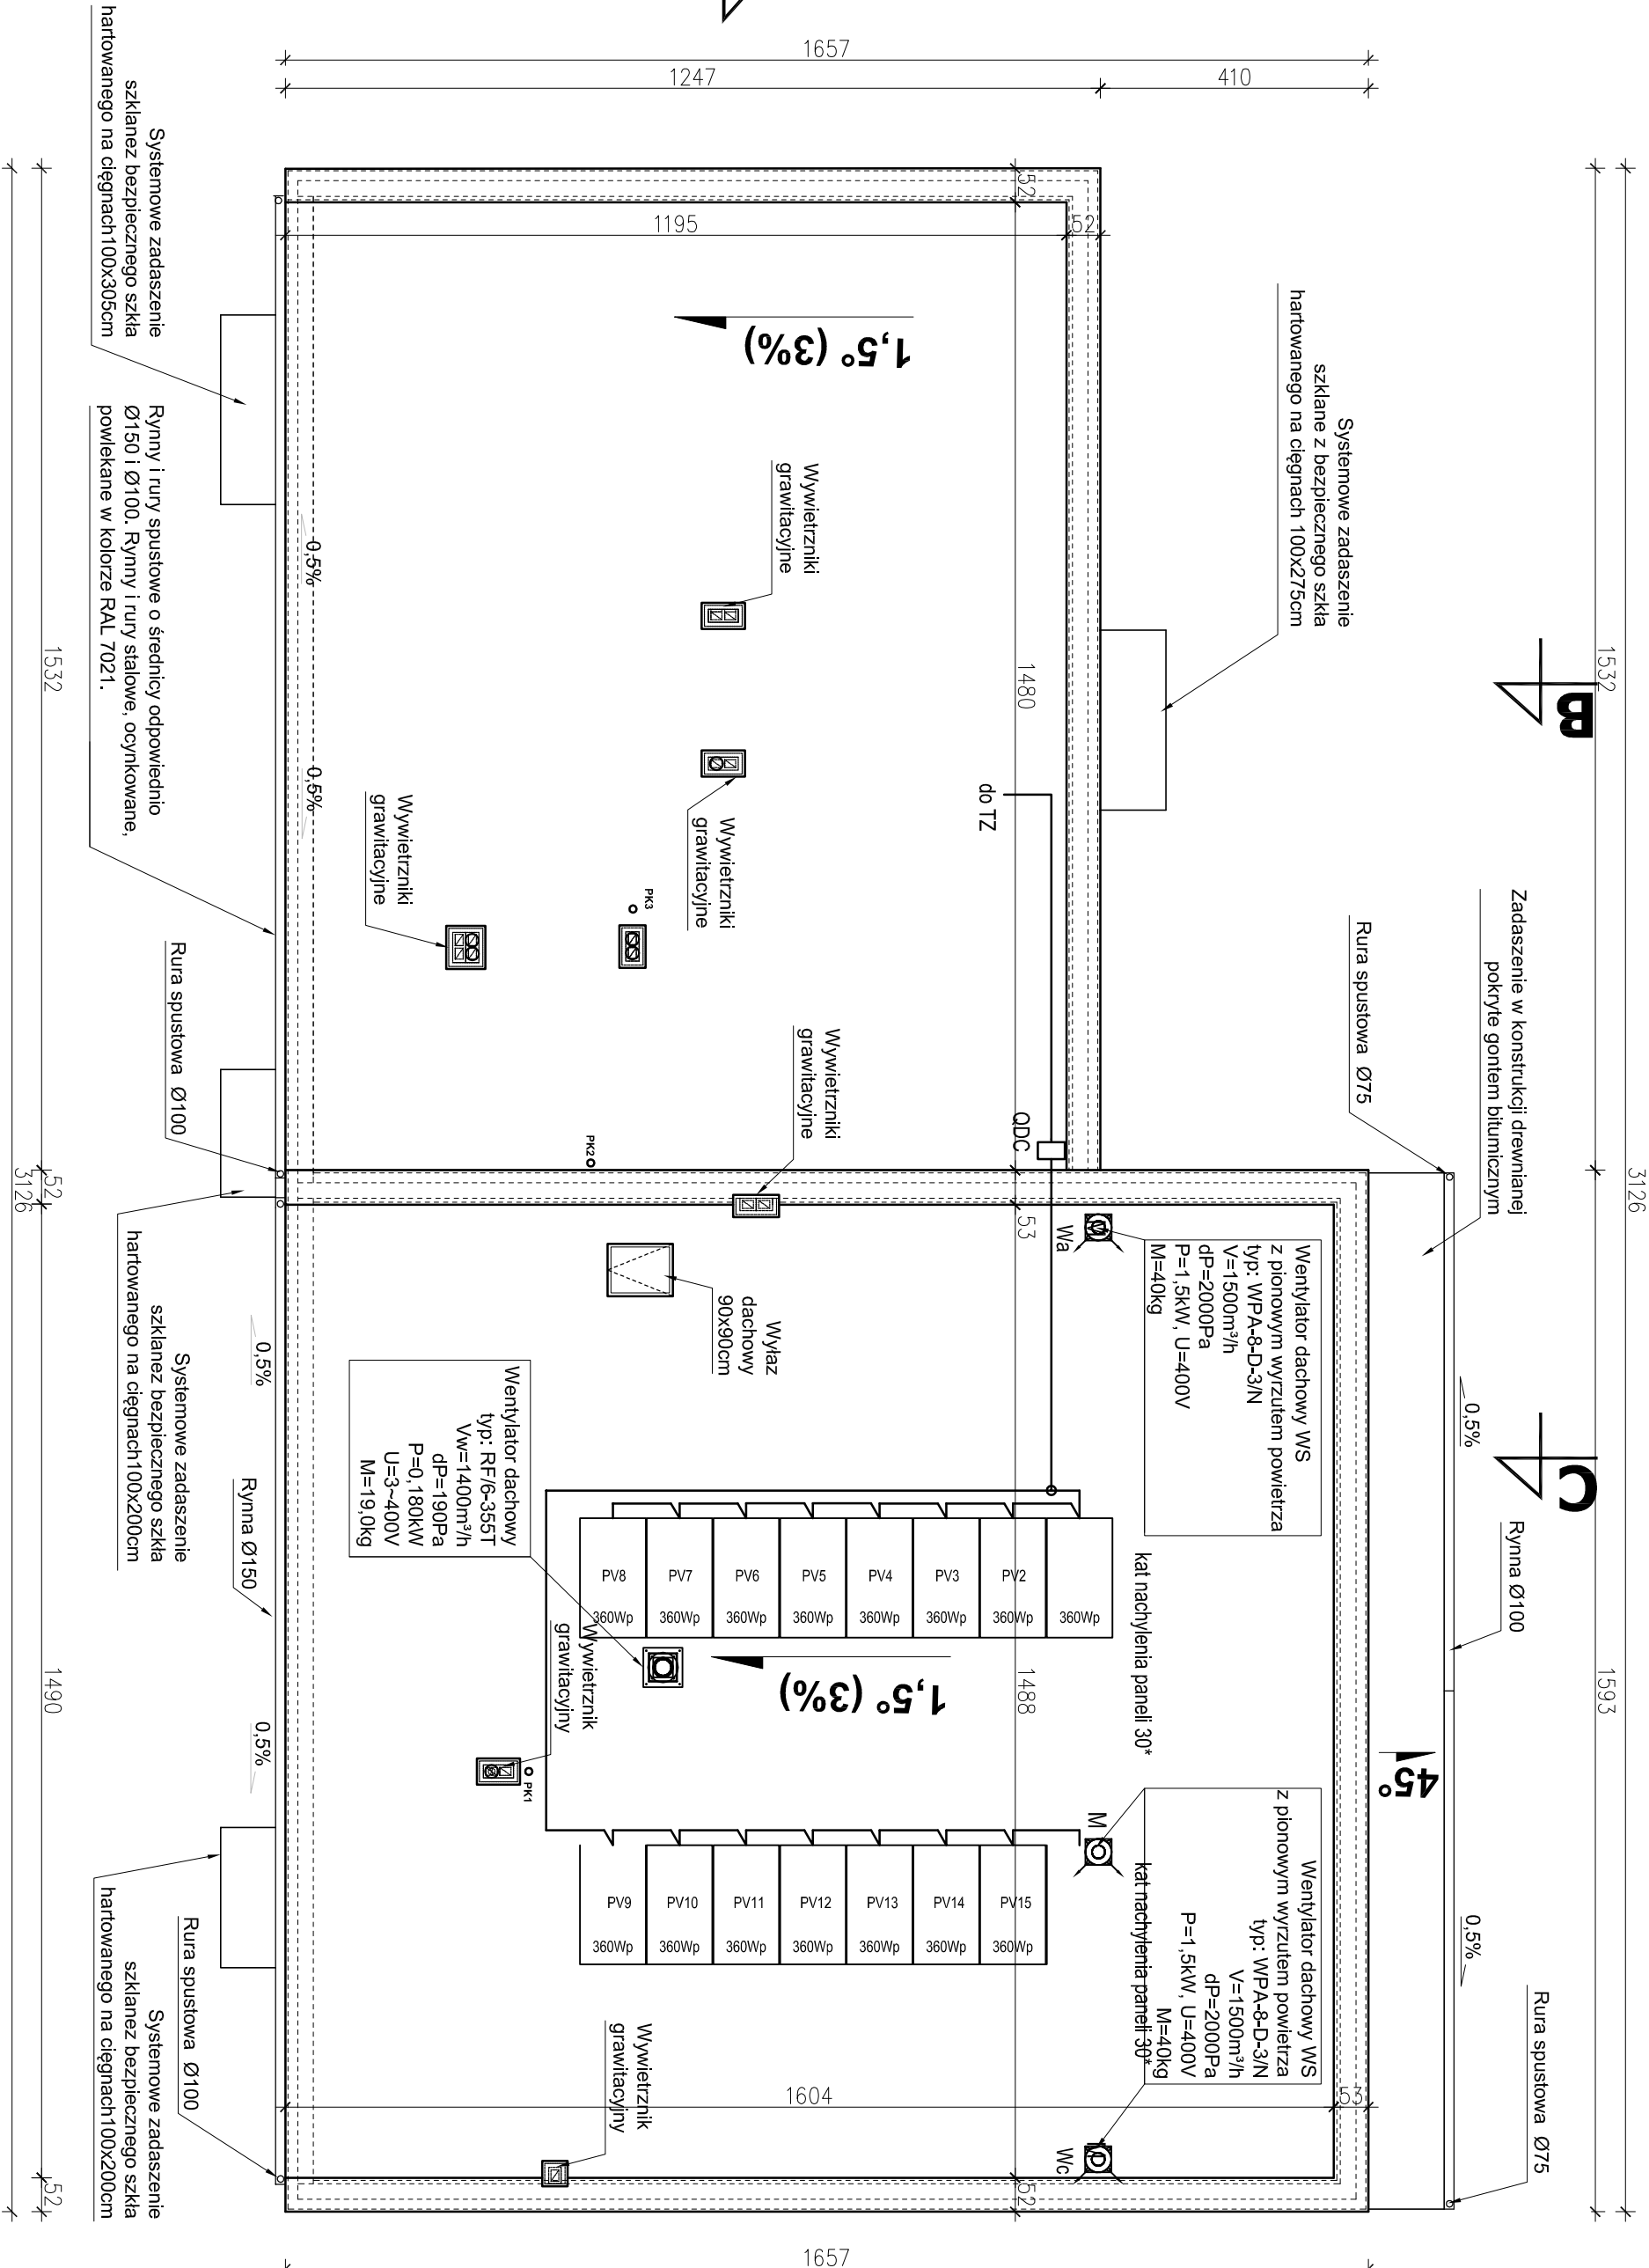 1657
1247
410
3126
1532
1593
B
C
Systemowe zadaszenie
szklane z bezpiecznego szkła
hartowanego na cięgnach 100x275cm
Zadaszenie w konstrukcji drewnianej
pokryte gontem bitumicznym
Rura spustowa Ø75
Rynna Ø100
Rura spustowa Ø75
0,5%
0,5%
45°
52
1195
52
1480
53
1488
52
1604
53
1,5° (3%)
1,5° (3%)
Wywietrzniki
grawitacyjne
Wywietrzniki
grawitacyjne
Wywietrzniki
grawitacyjne
Wywietrzniki
grawitacyjne
do TZ
QDC
PK3
PK2
PK1
Wa
M
Wc
Wentylator dachowy WS
z pionowym wyrzutem powietrza
typ: WPA-8-D-3/N
V=1500m³/h
dP=2000Pa
P=1,5kW, U=400V
M=40kg
Wentylator dachowy WS
z pionowym wyrzutem powietrza
typ: WPA-8-D-3/N
V=1500m³/h
dP=2000Pa
P=1,5kW, U=400V
M=40kg
kat nachylenia paneli 30*
kat nachylenia paneli 30*
Wyłaz
dachowy
90x90cm
Wentylator dachowy
typ: RF/6-355T
Vw=1400m³/h
dP=190Pa
P=0,180kW
U=3~400V
M=19,0kg
PV8
PV7
PV6
PV5
PV4
PV3
PV2
360Wp
360Wp
360Wp
360Wp
360Wp
360Wp
360Wp
360Wp
PV9
PV10
PV11
PV12
PV13
PV14
PV15
360Wp
360Wp
360Wp
360Wp
360Wp
360Wp
360Wp
Wywietrznik
grawitacyjny
Wywietrznik
grawitacyjny
0,5%
0,5%
0,5%
0,5%
Systemowe zadaszenie
szklanez bezpiecznego szkła
hartowanego na cięgnach100x305cm
Rynny i rury spustowe o średnicy odpowiednio
Ø150 i Ø100. Rynny i rury stalowe, ocynkowane,
powlekane w kolorze RAL 7021.
Rura spustowa Ø100
Systemowe zadaszenie
szklanez bezpiecznego szkła
hartowanego na cięgnach100x200cm
Rynna Ø150
Rura spustowa Ø100
Systemowe zadaszenie
szklanez bezpiecznego szkła
hartowanego na cięgnach100x200cm
1532
52
1490
52
3126
1657